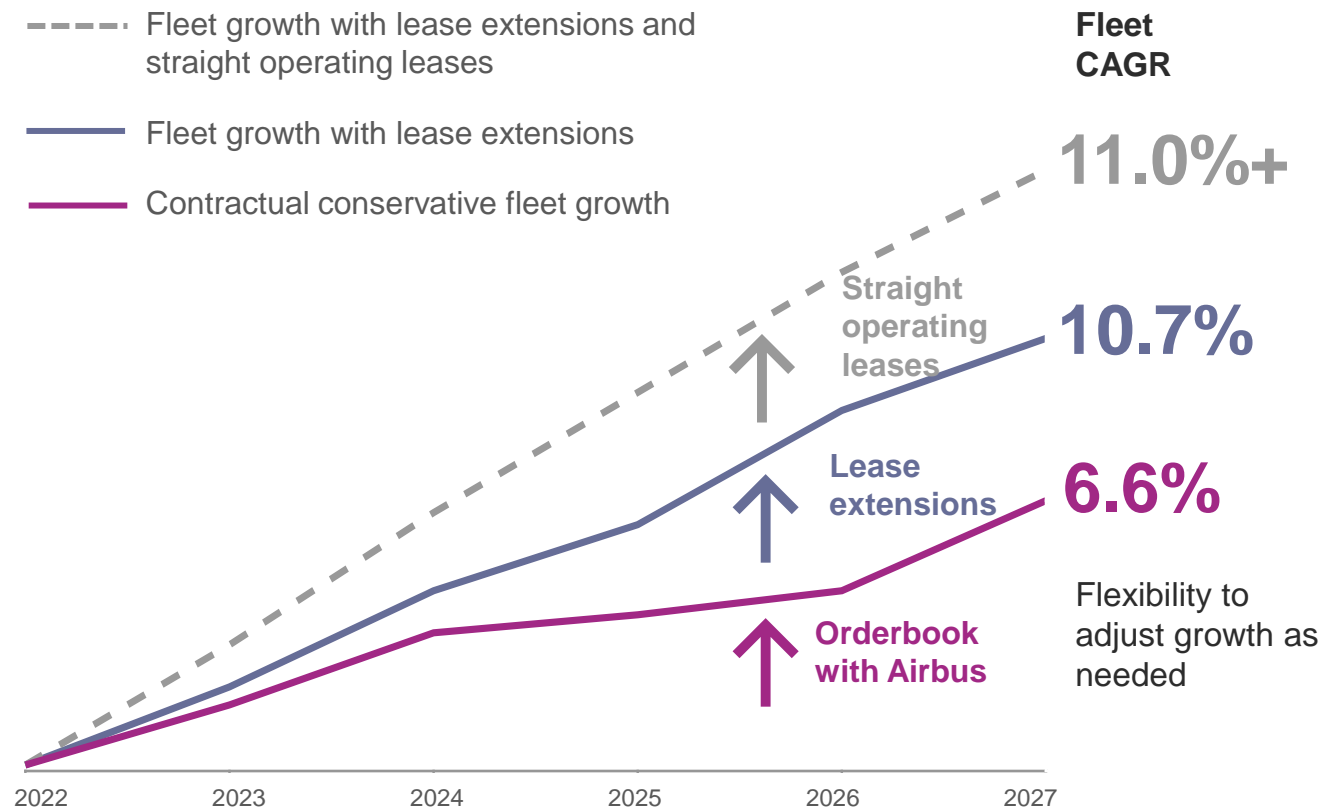 Fleet growth with lease extensions and
straight operating leases
Fleet growth with lease extensions
Contractual conservative fleet growth
Fleet
CAGR
11.0%+
10.7%
6.6%
Straight
operating
leases
Lease
extensions
Orderbook
with Airbus
Flexibility to
adjust growth as
needed
2022
2023
2024
2025
2026
2027